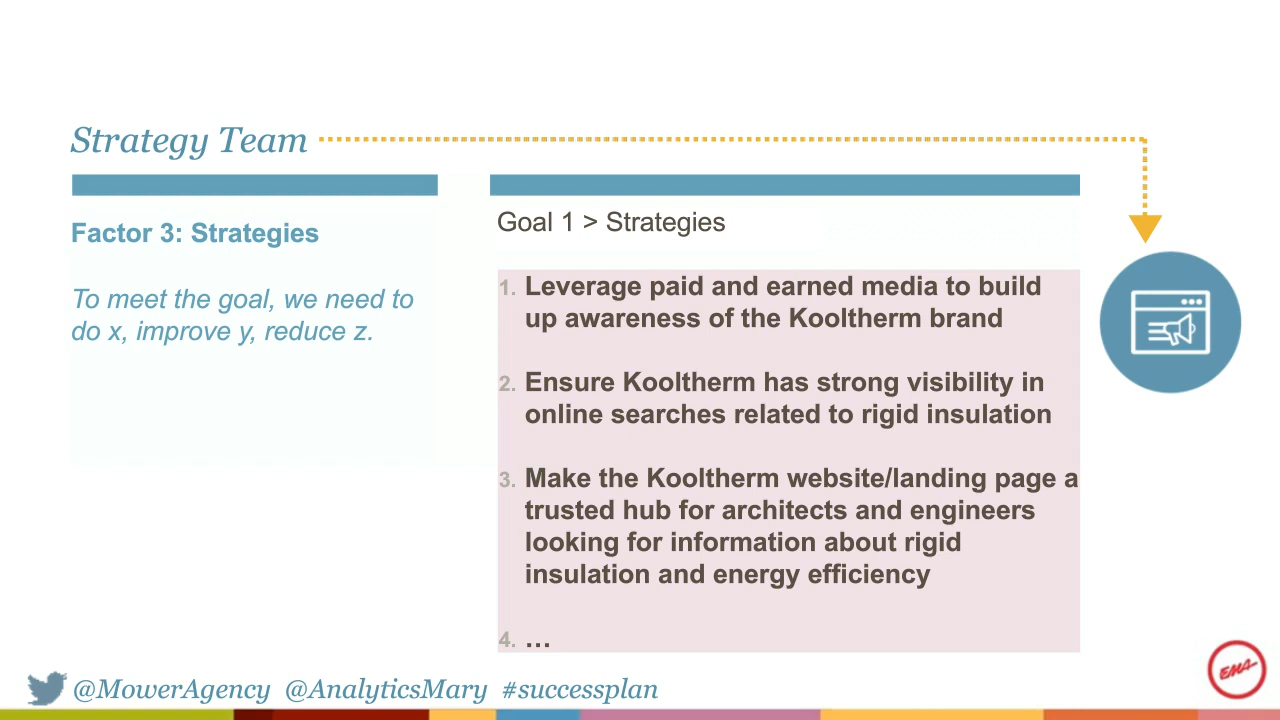 Strategy Team
Factor 3: Strategies
To meet the goal, we need to
do x, improve y, reduce z.
Goal 1 > Strategies
1. Leverage paid and earned media to build
up awareness of the Kooltherm brand
2. Ensure Kooltherm has strong visibility in
online searches related to rigid insulation
3. Make the Kooltherm website/landing page a
trusted hub for architects and engineers
looking for information about rigid
insulation and energy efficiency
4. ...
@MowerAgency @AnalyticsMary #successplan
EMA